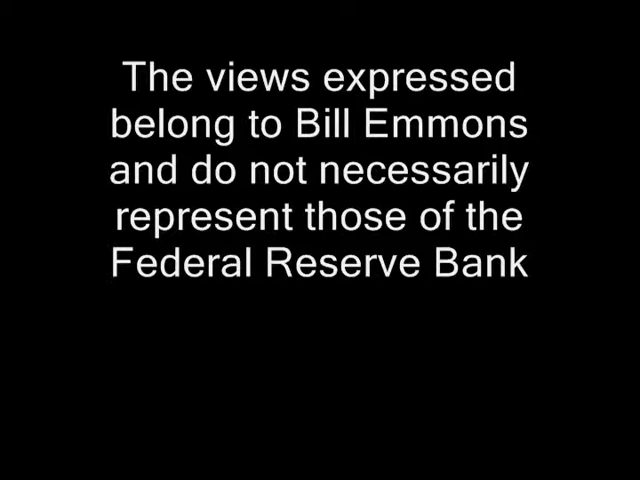 The views expressed
belong to Bill Emmons
and do not necessarily
represent those of the
Federal Reserve Bank